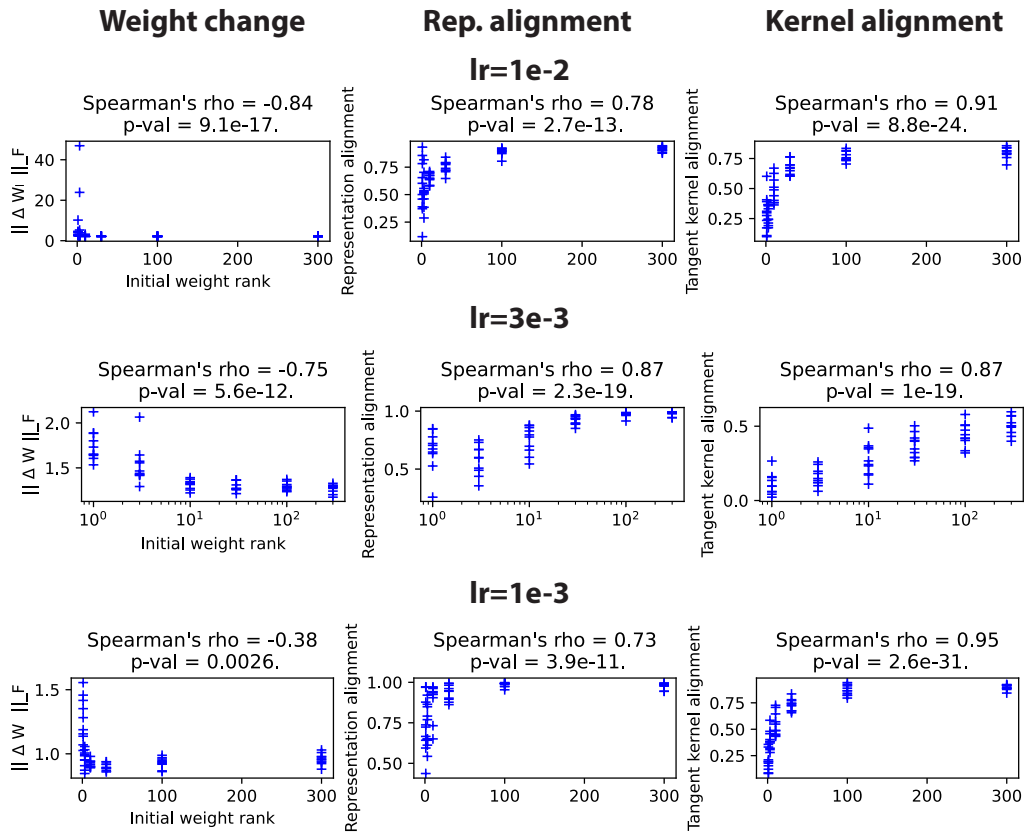 Weight change
Rep. alignment
Kernel alignment
lr=1e-2
Spearman's rho = -0.84
p-val = 9.1e-17.
|| Δ W ||_F
40
20
0
0
100
200
300
Initial weight rank
Spearman's rho = 0.78
p-val = 2.7e-13.
Representation alignment
0.75
0.50
0.25
0
100
200
300
Spearman's rho = 0.91
p-val = 8.8e-24.
Tangent kernel alignment
0.75
0.50
0.25
0
100
200
300
lr=3e-3
Spearman's rho = -0.75
p-val = 5.6e-12.
|| Δ W ||_F
2.0
1.5
10⁰
10¹
10²
Initial weight rank
Spearman's rho = 0.87
p-val = 2.3e-19.
Representation alignment
1.0
0.5
10⁰
10¹
10²
Spearman's rho = 0.87
p-val = 1e-19.
Tangent kernel alignment
0.5
0.0
10⁰
10¹
10²
lr=1e-3
Spearman's rho = -0.38
p-val = 0.0026.
|| Δ W ||_F
1.5
1.0
0
100
200
300
Initial weight rank
Spearman's rho = 0.73
p-val = 3.9e-11.
Representation alignment
1.00
0.75
0.50
0
100
200
300
Spearman's rho = 0.95
p-val = 2.6e-31.
Tangent kernel alignment
0.75
0.50
0.25
0
100
200
300